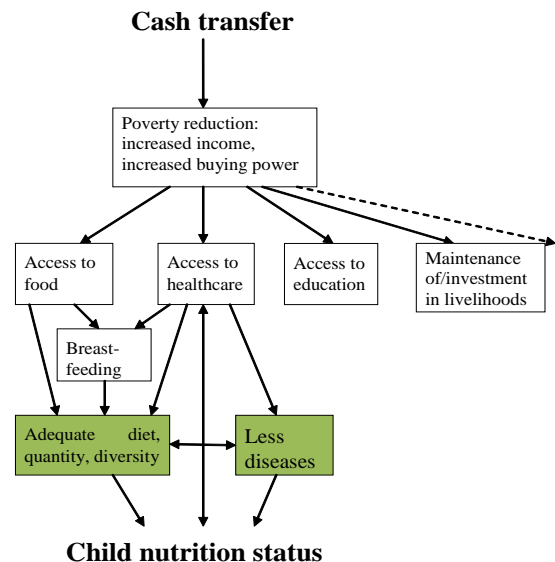 Cash transfer
Poverty reduction:
increased income,
increased buying power
Access to
food
Access to
healthcare
Access to
education
Maintenance
of/investment
in livelihoods
Breast-
feeding
Adequate diet,
quantity, diversity
Less
diseases
Child nutrition status